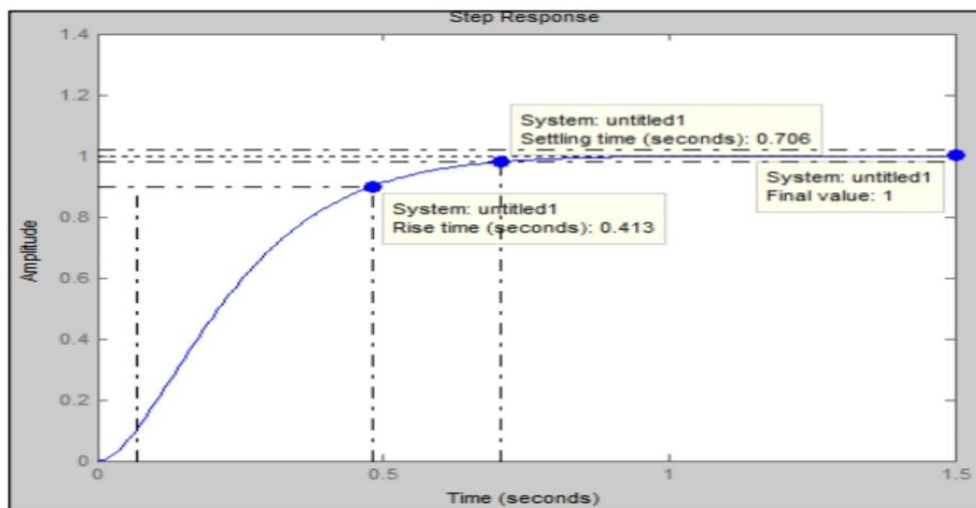 Step Response
1.4
1.2
1
0.8
0.6
0.4
0.2
0
Amplitude
System: untitled1
Settling time (seconds): 0.706
System: untitled1
Final value: 1
System: untitled1
Rise time (seconds): 0.413
0
0.5
1
1.5
Time (seconds)